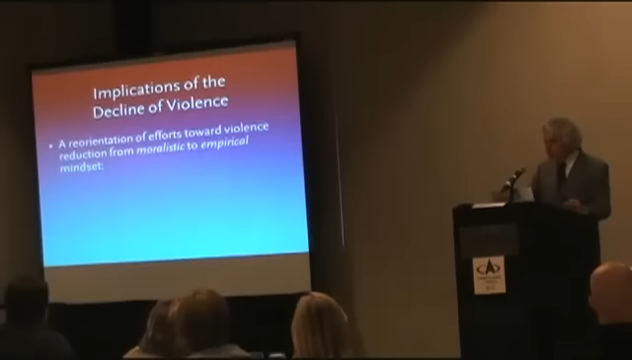 Implications of the
Decline of Violence
• A reorientation of efforts toward violence
reduction from moralistic to empirical
mindset: